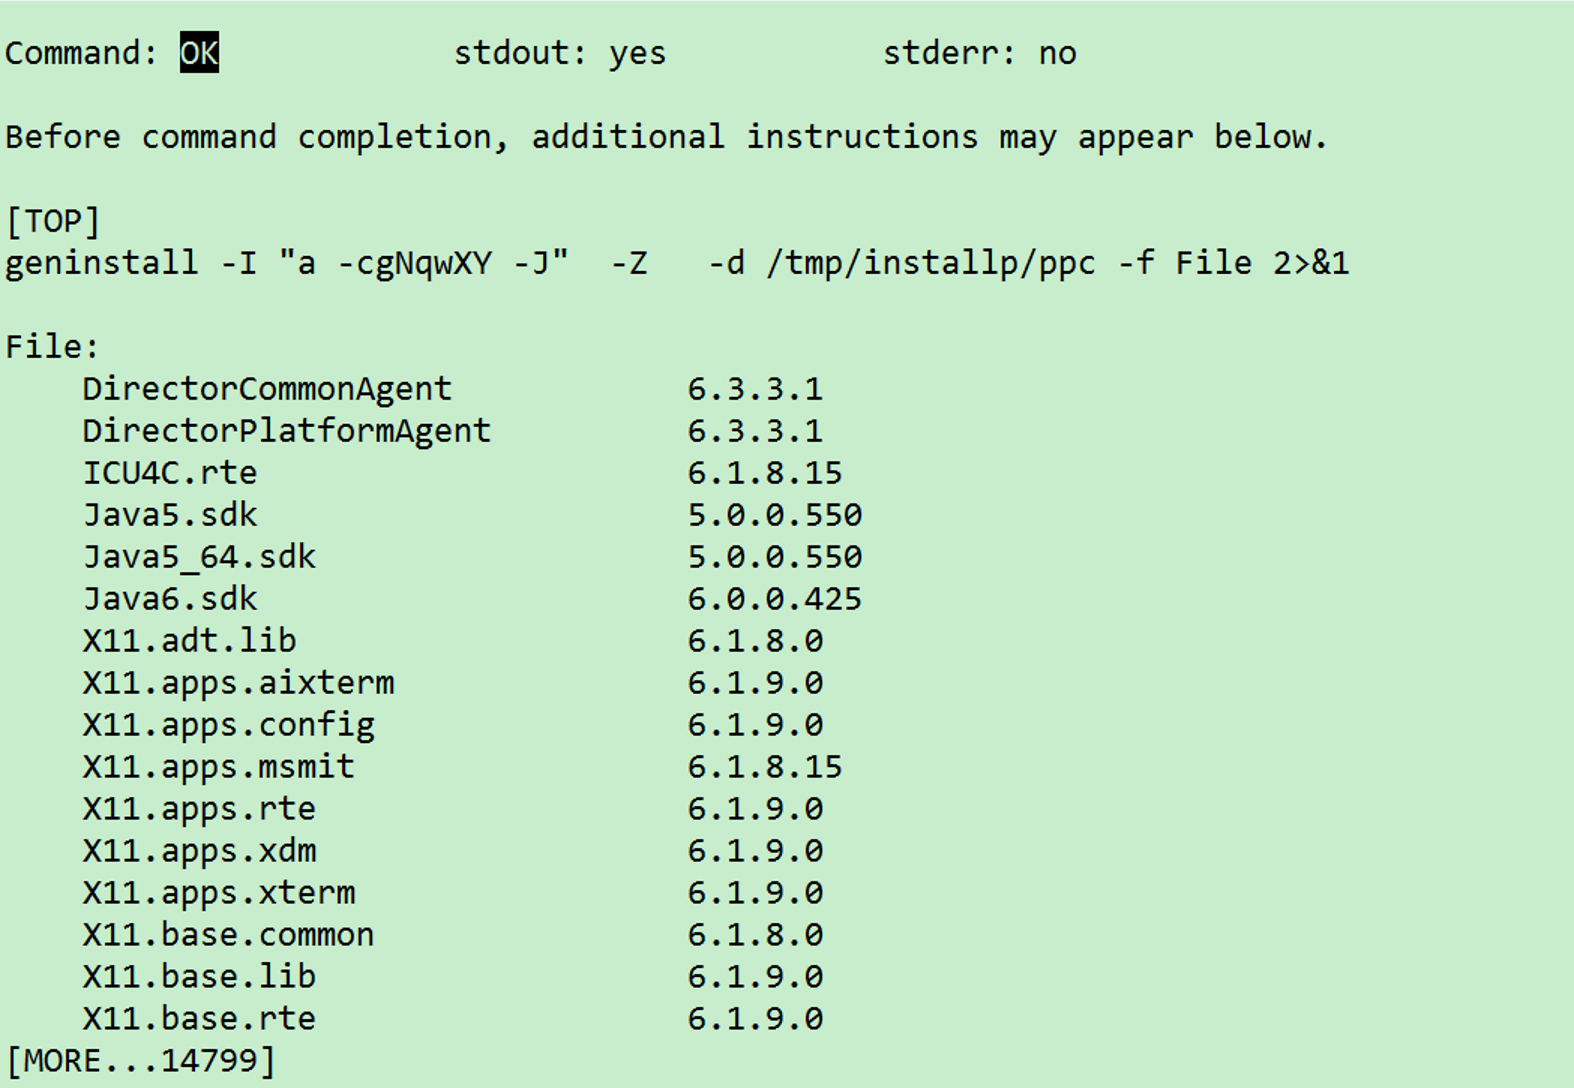 Command: OK            stdout: yes           stderr: no
Before command completion, additional instructions may appear below.
[TOP]
geninstall -I "a -cgNqwXY -J"  -Z   -d /tmp/installp/ppc -f File 2>&1
File:
    DirectorCommonAgent            6.3.3.1
    DirectorPlatformAgent          6.3.3.1
    ICU4C.rte                      6.1.8.15
    Java5.sdk                      5.0.0.550
    Java5_64.sdk                   5.0.0.550
    Java6.sdk                      6.0.0.425
    X11.adt.lib                    6.1.8.0
    X11.apps.aixterm               6.1.9.0
    X11.apps.config                6.1.9.0
    X11.apps.msmit                 6.1.8.15
    X11.apps.rte                   6.1.9.0
    X11.apps.xdm                   6.1.9.0
    X11.apps.xterm                 6.1.9.0
    X11.base.common                6.1.8.0
    X11.base.lib                   6.1.9.0
    X11.base.rte                   6.1.9.0
[MORE...14799]